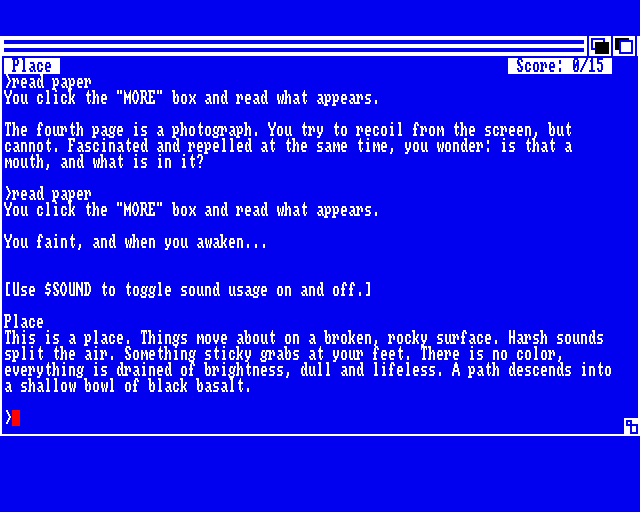 Place Score: 0/15
>read paper
You click the "MORE" box and read what appears.
The fourth page is a photograph. You try to recoil from the screen, but
cannot. Fascinated and repelled at the same time, you wonder: is that a
mouth, and what is in it?
>read paper
You click the "MORE" box and read what appears.
You faint, and when you awaken...
[Use $SOUND to toggle sound usage on and off.]
Place
This is a place. Things move about on a broken, rocky surface. Harsh sounds
split the air. Something sticky grabs at your feet. There is no color,
everything is drained of brightness, dull and lifeless. A path descends into
a shallow bowl of black basalt.
>